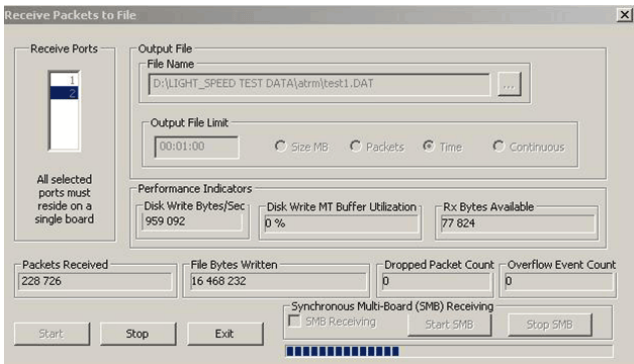 Receive Packets to File
Receive Ports
1
2
All selected
ports must
reside on a
single board
Output File
File Name
D:\LIGHT_SPEED TEST DATA\atrm\test1.DAT
...
Output File Limit
00:01:00
Size MB
Packets
Time
Continuous
Performance Indicators
Disk Write Bytes/Sec
959 092
Disk Write MT Buffer Utilization
0 %
Rx Bytes Available
77 824
Packets Received
228 726
File Bytes Written
16 468 232
Dropped Packet Count
0
Overflow Event Count
0
Start
Stop
Exit
Synchronous Multi-Board (SMB) Receiving
SMB Receiving
Start SMB
Stop SMB